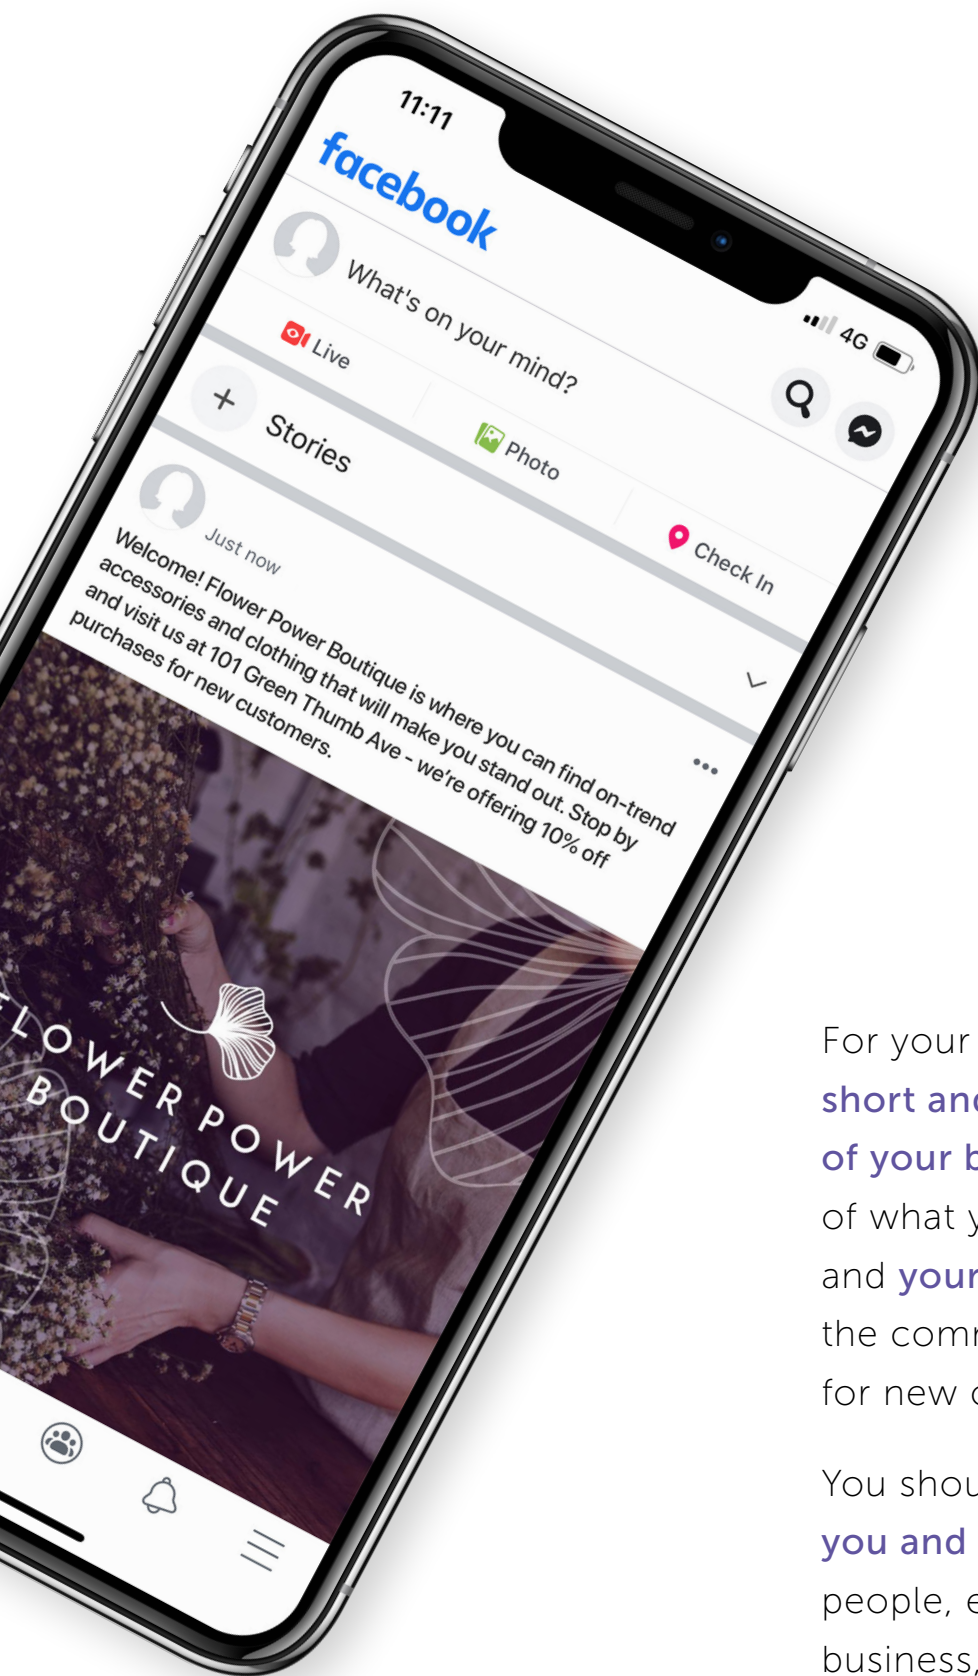 11:11
4G
facebook
What's on your mind?
Live
Photo
Check In
Stories
Just now
Welcome! Flower Power Boutique is where you can find on-trend
accessories and clothing that will make you stand out. Stop by
and visit us at 101 Green Thumb Ave - we're offering 10% off
purchases for new customers.
FLOWER POWER
BOUTIQUE
For your
short and
of your
of what
and your
the
for new
You
you and
people,
business